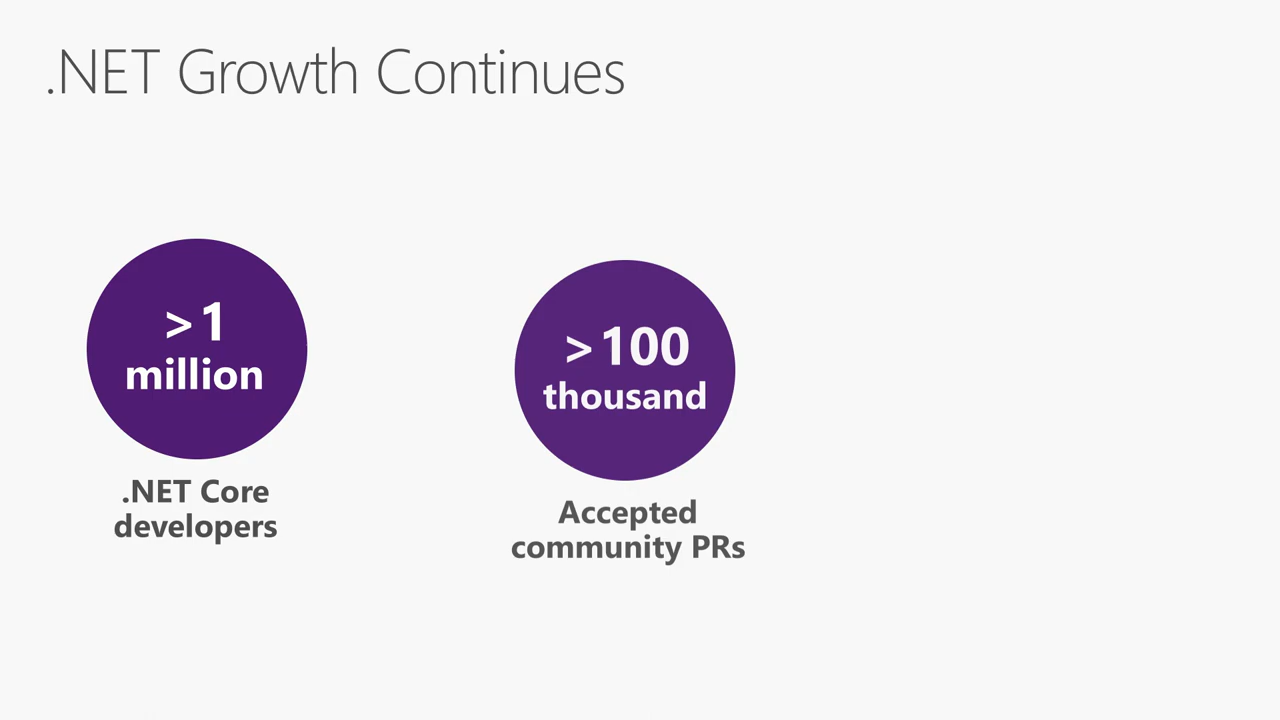 .NET Growth Continues
>1
million
.NET Core
developers
>100
thousand
Accepted
community PRs